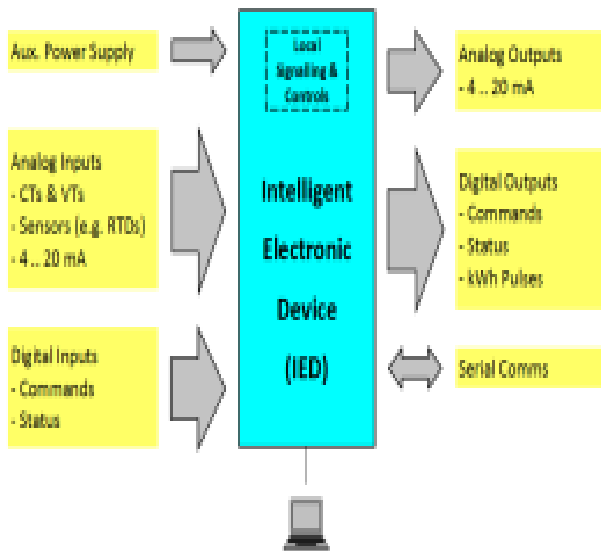 Aux. Power Supply
Analog Inputs
- CTs & VTs
- Sensors (e.g. RTDs)
- 4 ... 20 mA
Digital Inputs
- Commands
- Status
Local
Signalling &
Controls
Intelligent
Electronic
Device
(IED)
Analog Outputs
- 4 ... 20 mA
Digital Outputs
- Commands
- Status
- kWh Pulses
Serial Comms